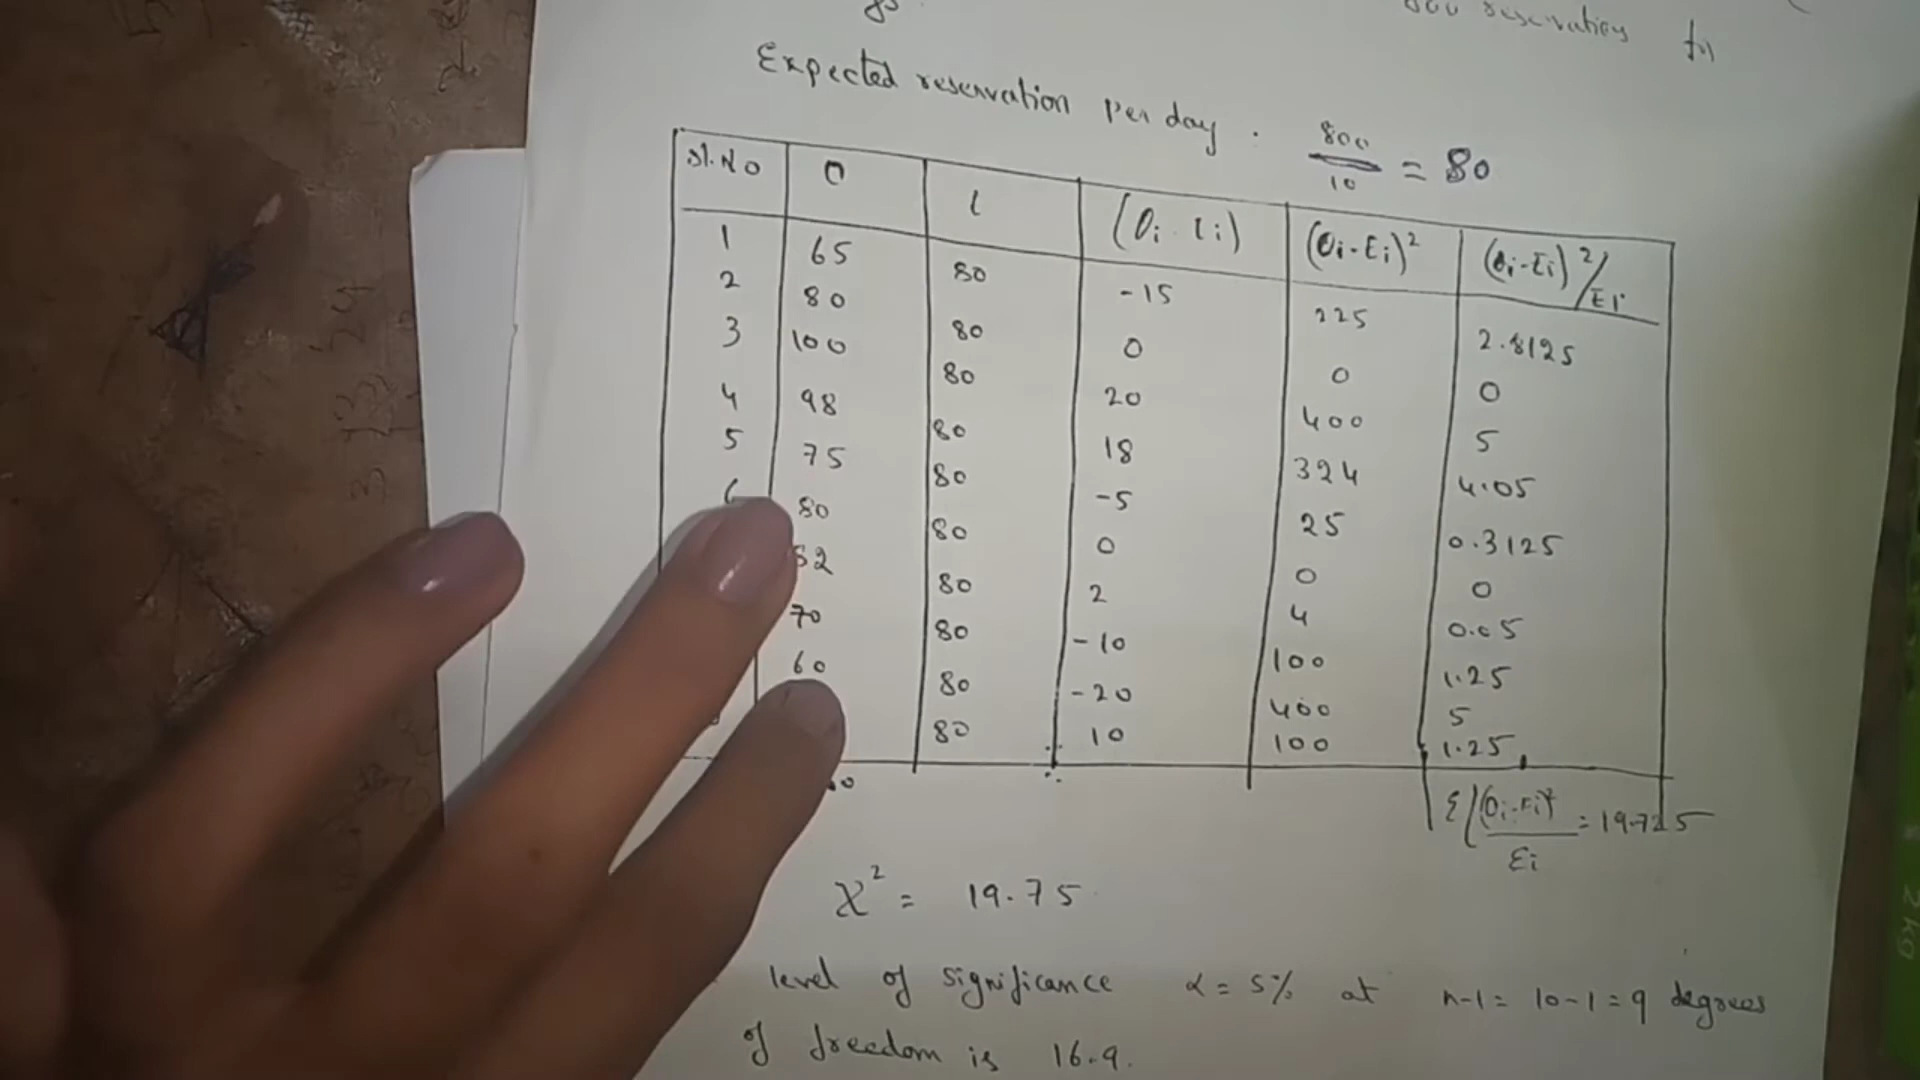 reservation for
Expected reservation per day : 800/10 = 80
Sl.No O E (Oi - Ei) (Oi-Ei)² (Oi-Ei)²/Ei
1 65 80 -15 225 2.8125
2 80 80 0 0 0
3 100 80 20 400 5
4 98 80 18 324 4.05
5 75 80 -5 25 0.3125
80 80 0 0 0
82 80 2 4 0.05
70 80 -10 100 1.25
60 80 -20 400 5
80 10 100 1.25
Σ (Oi-Ei)²/Ei = 19.725
χ² = 19.75
level of significance α = 5% at n-1 = 10-1 = 9 degrees
of freedom is 16.9.
2 kg